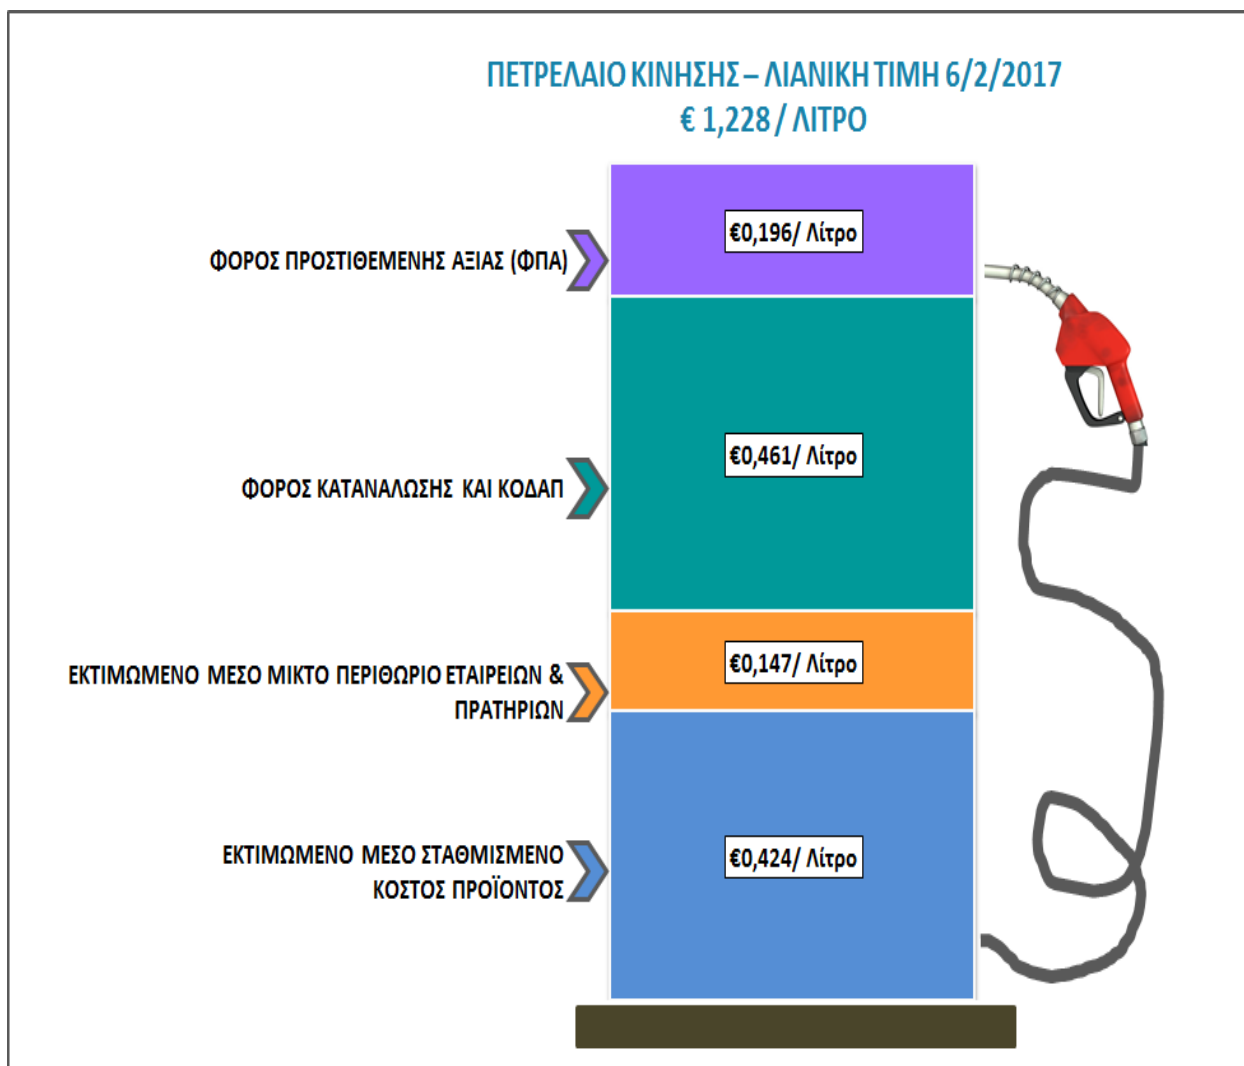 ΠΕΤΡΕΛΑΙΟ ΚΙΝΗΣΗΣ – ΛΙΑΝΙΚΗ ΤΙΜΗ 6/2/2017
€ 1,228 / ΛΙΤΡΟ
€0,196/ Λίτρο
ΦΟΡΟΣ ΠΡΟΣΤΙΘΕΜΕΝΗΣ ΑΞΙΑΣ (ΦΠΑ)
€0,461/ Λίτρο
ΦΟΡΟΣ ΚΑΤΑΝΑΛΩΣΗΣ ΚΑΙ ΚΟΔΑΠ
€0,147/ Λίτρο
ΕΚΤΙΜΩΜΕΝΟ ΜΕΣΟ ΜΙΚΤΟ ΠΕΡΙΘΩΡΙΟ ΕΤΑΙΡΕΙΩΝ &
ΠΡΑΤΗΡΙΩΝ
€0,424/ Λίτρο
ΕΚΤΙΜΩΜΕΝΟ ΜΕΣΟ ΣΤΑΘΜΙΣΜΕΝΟ
ΚΟΣΤΟΣ ΠΡΟΪΟΝΤΟΣ